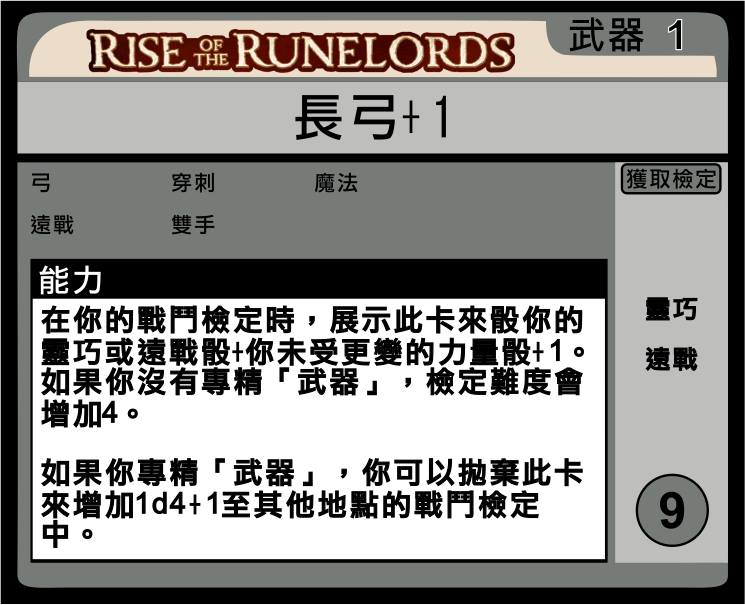 RISE OF THE RUNELORDS
武器 1
長弓+1
弓 穿刺 魔法
獲取檢定
遠戰 雙手
能力
在你的戰鬥檢定時，展示此卡來骰你的
靈巧或遠戰骰+你未受更變的力量骰+1。
如果你沒有專精「武器」，檢定難度會
增加4。
如果你專精「武器」，你可以拋棄此卡
來增加1d4+1至其他地點的戰鬥檢定
中。
靈巧
遠戰
9